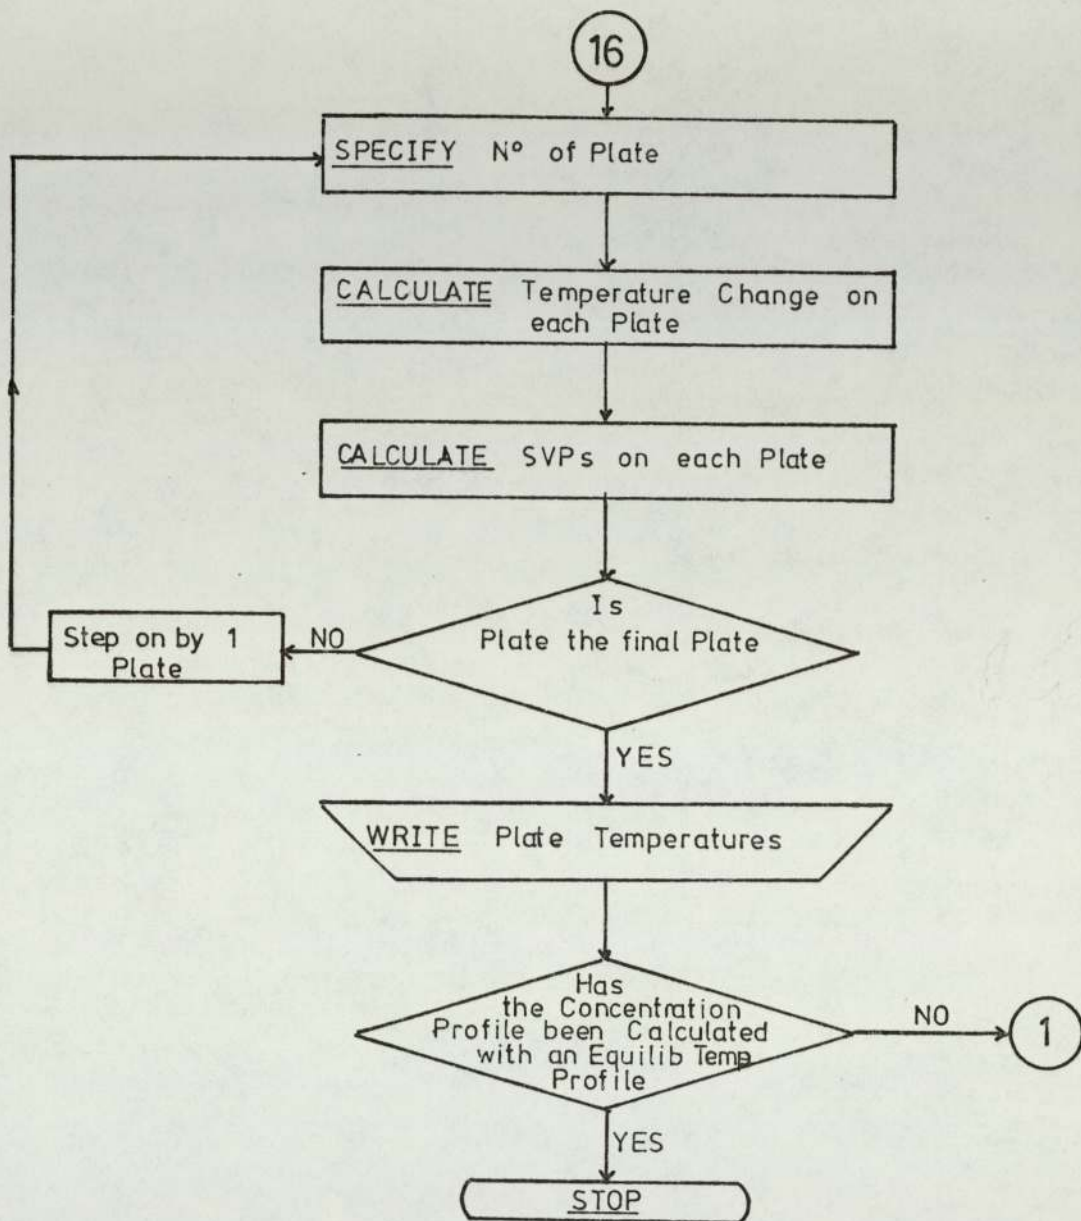 16
SPECIFY Nº of Plate
CALCULATE Temperature Change on
each Plate
CALCULATE SVPs on each Plate
Is
Plate the final Plate
NO
Step on by 1
Plate
YES
WRITE Plate Temperatures
Has
the Concentration
Profile been Calculated
with an Equilib Temp
Profile
NO
1
YES
STOP